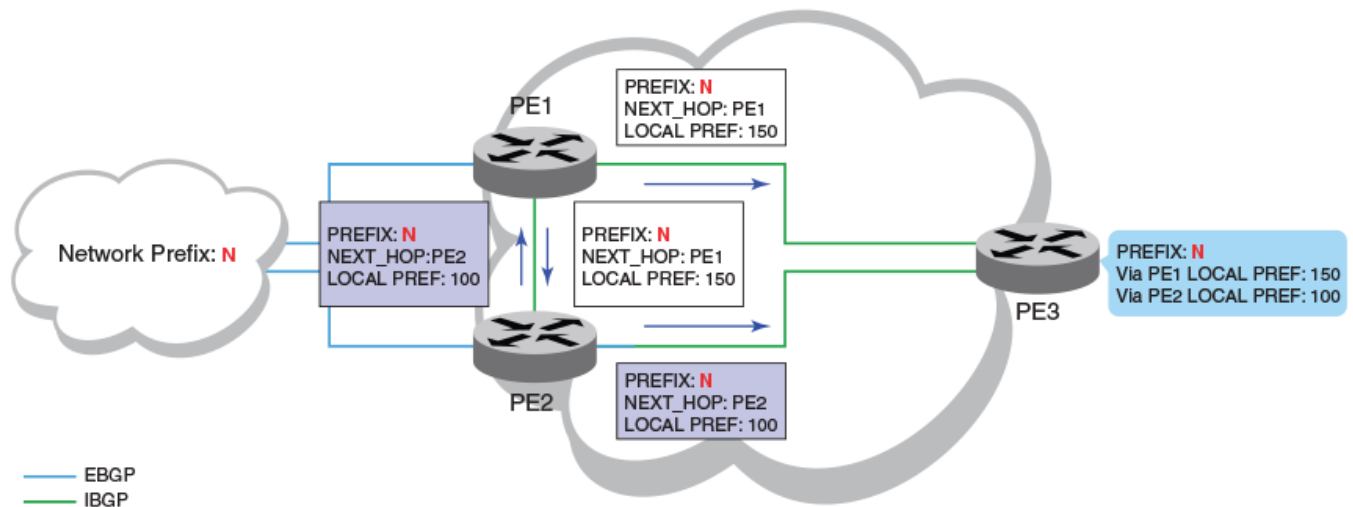 PREFIX: N
NEXT_HOP: PE1
LOCAL PREF: 150
PE1
Network Prefix: N
PREFIX: N
NEXT_HOP:PE2
LOCAL PREF: 100
PREFIX: N
NEXT_HOP: PE1
LOCAL PREF: 150
PREFIX: N
Via PE1 LOCAL PREF: 150
Via PE2 LOCAL PREF: 100
PE3
PE2
PREFIX: N
NEXT_HOP: PE2
LOCAL PREF: 100
EBGP
IBGP